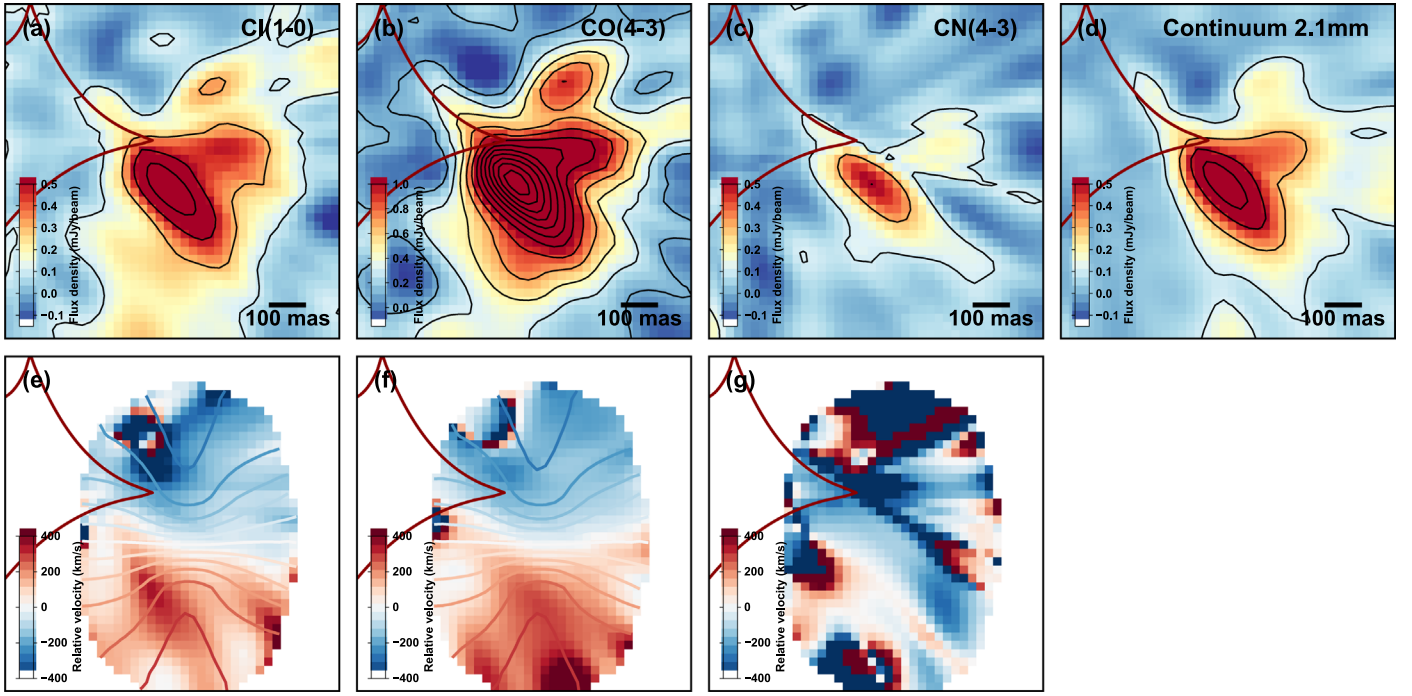 (a) CI(1-0)
0.5
0.4
0.3
0.2
0.1
0.0
−0.1
Flux density (mJy/beam)
100 mas
(b) CO(4-3)
1.0
0.8
0.6
0.4
0.2
0.0
Flux density (mJy/beam)
100 mas
(c) CN(4-3)
0.5
0.4
0.3
0.2
0.1
0.0
−0.1
Flux density (mJy/beam)
100 mas
(d) Continuum 2.1mm
0.5
0.4
0.3
0.2
0.1
0.0
−0.1
Flux density (mJy/beam)
100 mas
(e)
400
200
0
−200
−400
Relative velocity (km/s)
(f)
400
200
0
−200
−400
Relative velocity (km/s)
(g)
400
200
0
−200
−400
Relative velocity (km/s)